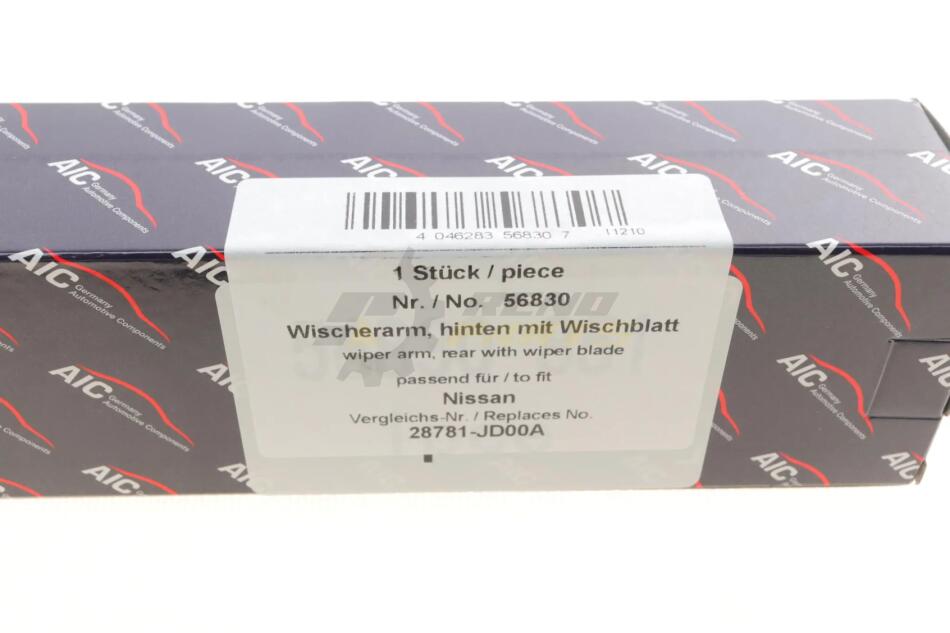 AIC Germany
Automotive Components
4 046283 56830 7
11210
1 Stück / piece
Nr. / No. 56830
Wischerarm, hinten mit Wischblatt
wiper arm, rear with wiper blade
passend für / to fit
Nissan
Vergleichs-Nr. / Replaces No.
28781-JD00A